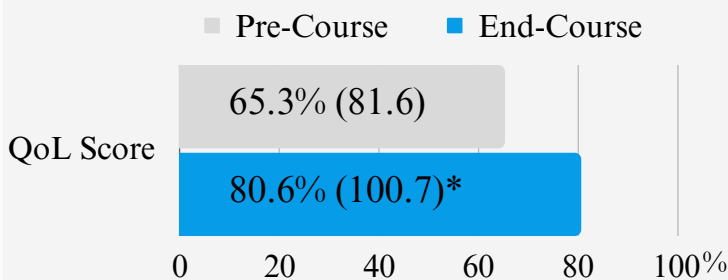 Pre-Course End-Course
65.3% (81.6)
QoL Score
80.6% (100.7)*
0 20 40 60 80 100%